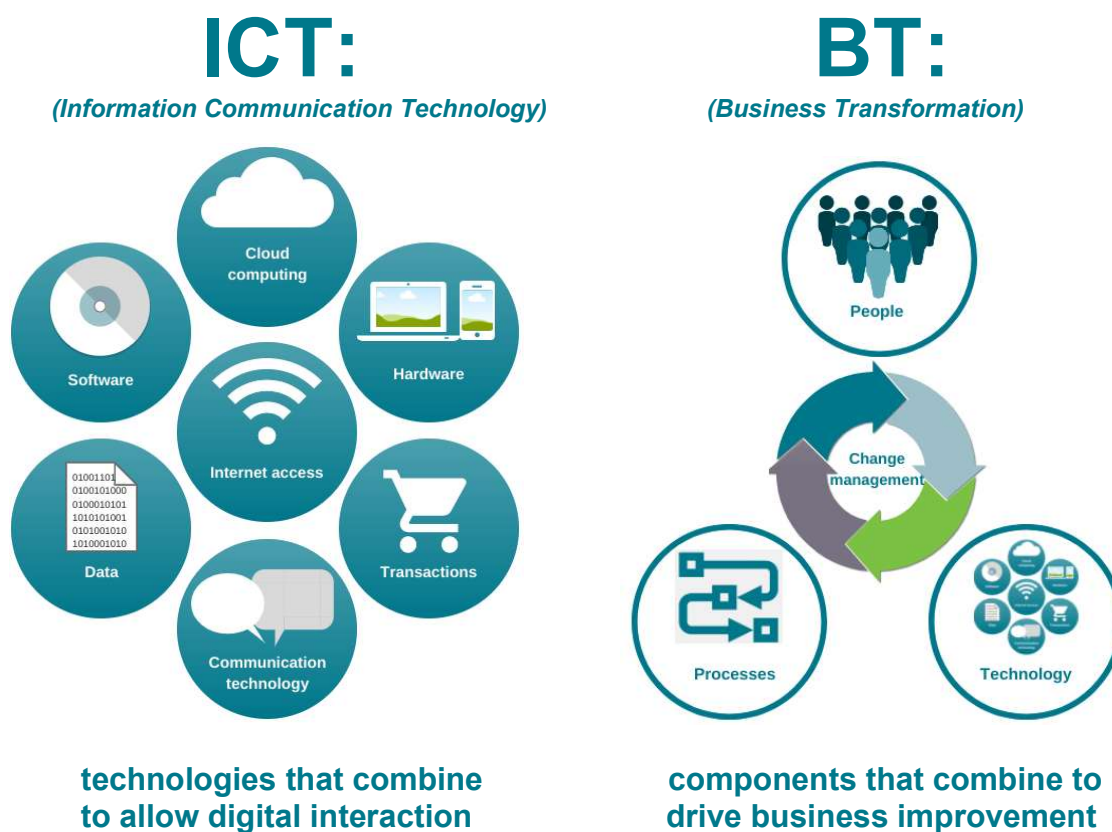 ICT:
(Information Communication Technology)
Cloud
computing
Software
Hardware
Internet access
01001101
0100101000
0100010101
1010101001
0101001010
1010001010
Data
Transactions
Communication
technology
technologies that combine
to allow digital interaction
BT:
(Business Transformation)
People
Change
management
Processes
Technology
components that combine to
drive business improvement